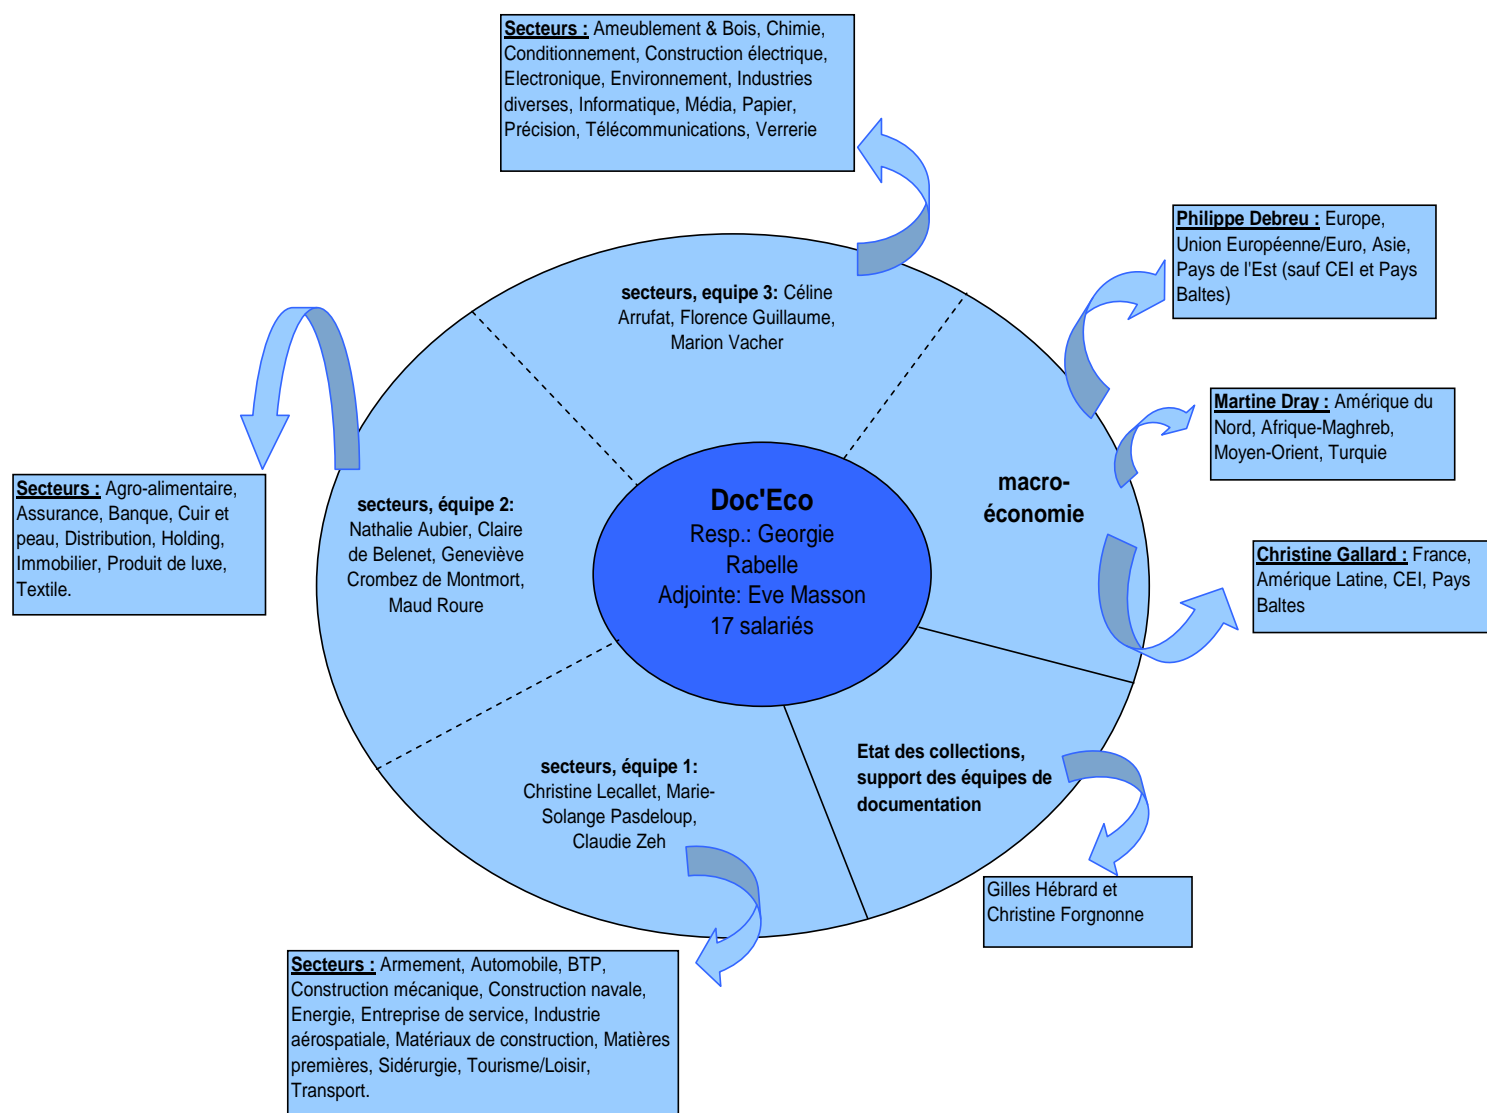 Secteurs : Ameublement & Bois, Chimie,
Conditionnement, Construction électrique,
Electronique, Environnement, Industries
diverses, Informatique, Média, Papier,
Précision, Télécommunications, Verrerie
Philippe Debreu : Europe,
Union Européenne/Euro, Asie,
Pays de l'Est (sauf CEI et Pays
Baltes)
secteurs, equipe 3: Céline
Arrufat, Florence Guillaume,
Marion Vacher
Martine Dray : Amérique du
Nord, Afrique-Maghreb,
Moyen-Orient, Turquie
macro-
économie
Secteurs : Agro-alimentaire,
Assurance, Banque, Cuir et
peau, Distribution, Holding,
Immobilier, Produit de luxe,
Textile.
secteurs, équipe 2:
Nathalie Aubier, Claire
de Belenet, Geneviève
Crombez de Montmort,
Maud Roure
Doc'Eco
Resp.: Georgie
Rabelle
Adjointe: Eve Masson
17 salariés
Christine Gallard : France,
Amérique Latine, CEI, Pays
Baltes
secteurs, équipe 1:
Christine Lecallet, Marie-
Solange Pasdeloup,
Claudie Zeh
Etat des collections,
support des équipes de
documentation
Gilles Hébrard et
Christine Forgnonne
Secteurs : Armement, Automobile, BTP,
Construction mécanique, Construction navale,
Energie, Entreprise de service, Industrie
aérospatiale, Matériaux de construction, Matières
premières, Sidérurgie, Tourisme/Loisir,
Transport.